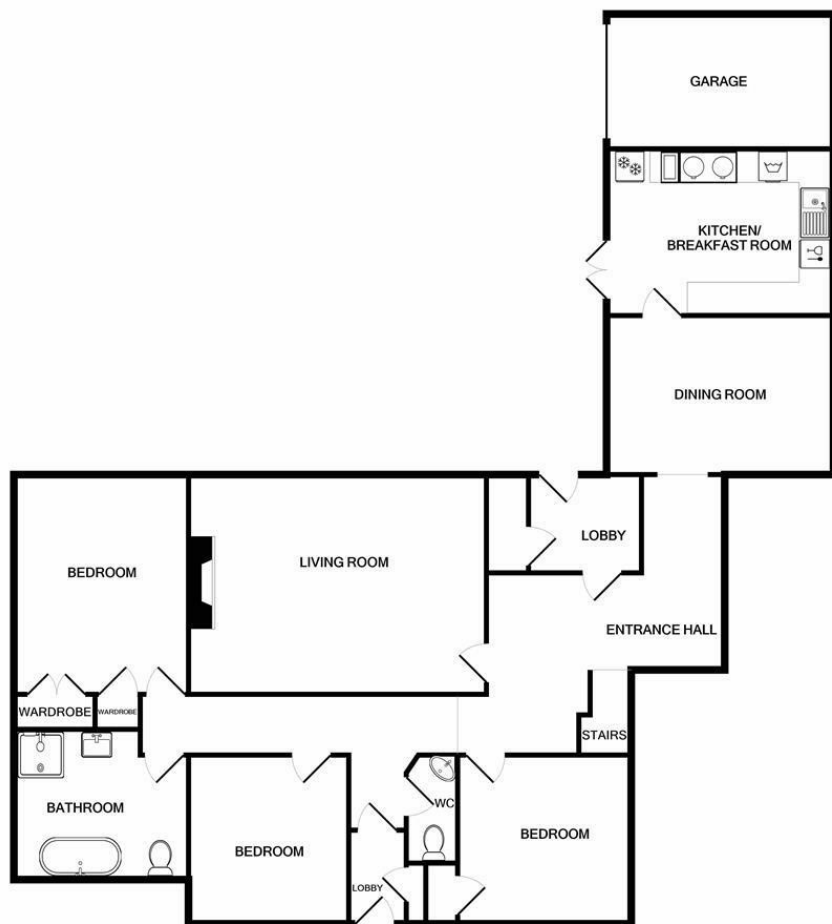 GARAGE
KITCHEN/
BREAKFAST ROOM
DINING ROOM
LOBBY
LIVING ROOM
BEDROOM
ENTRANCE HALL
WARDROBE
WARDROBE
STAIRS
BATHROOM
WC
BEDROOM
BEDROOM
LOBBY